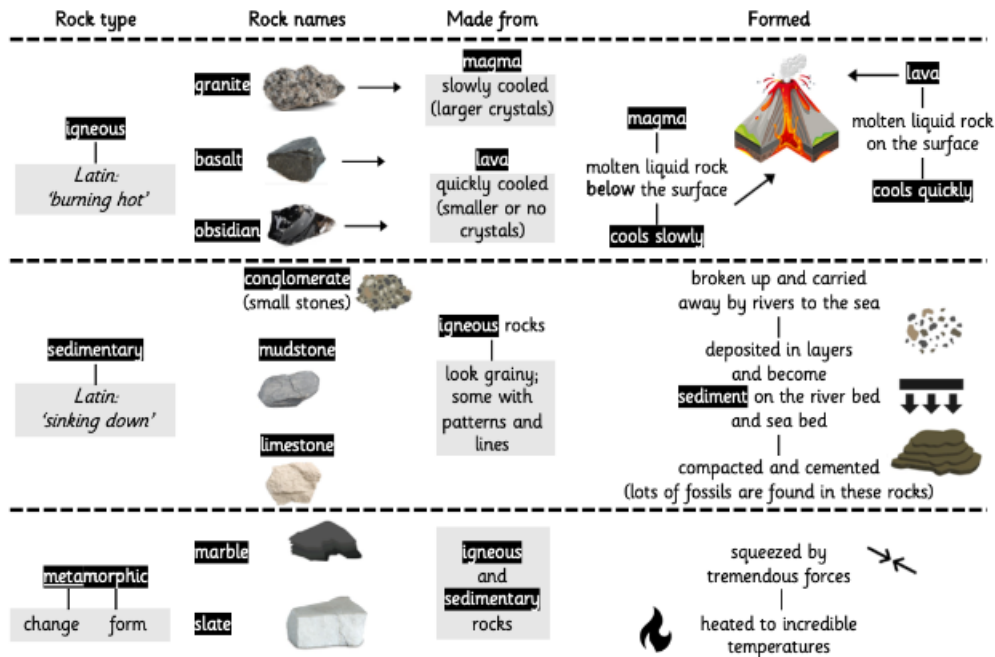 Rock type
Rock names
Made from
Formed
igneous
Latin:
'burning hot'
granite
basalt
obsidian
magma
slowly cooled
(larger crystals)
lava
quickly cooled
(smaller or no
crystals)
magma
molten liquid rock
below the surface
cools slowly
lava
molten liquid rock
on the surface
cools quickly
sedimentary
Latin:
'sinking down'
conglomerate
(small stones)
mudstone
limestone
igneous rocks
look grainy;
some with
patterns and
lines
broken up and carried
away by rivers to the sea
deposited in layers
and become
sediment on the river bed
and sea bed
compacted and cemented
(lots of fossils are found in these rocks)
metamorphic
change form
marble
slate
igneous
and
sedimentary
rocks
squeezed by
tremendous forces
heated to incredible
temperatures